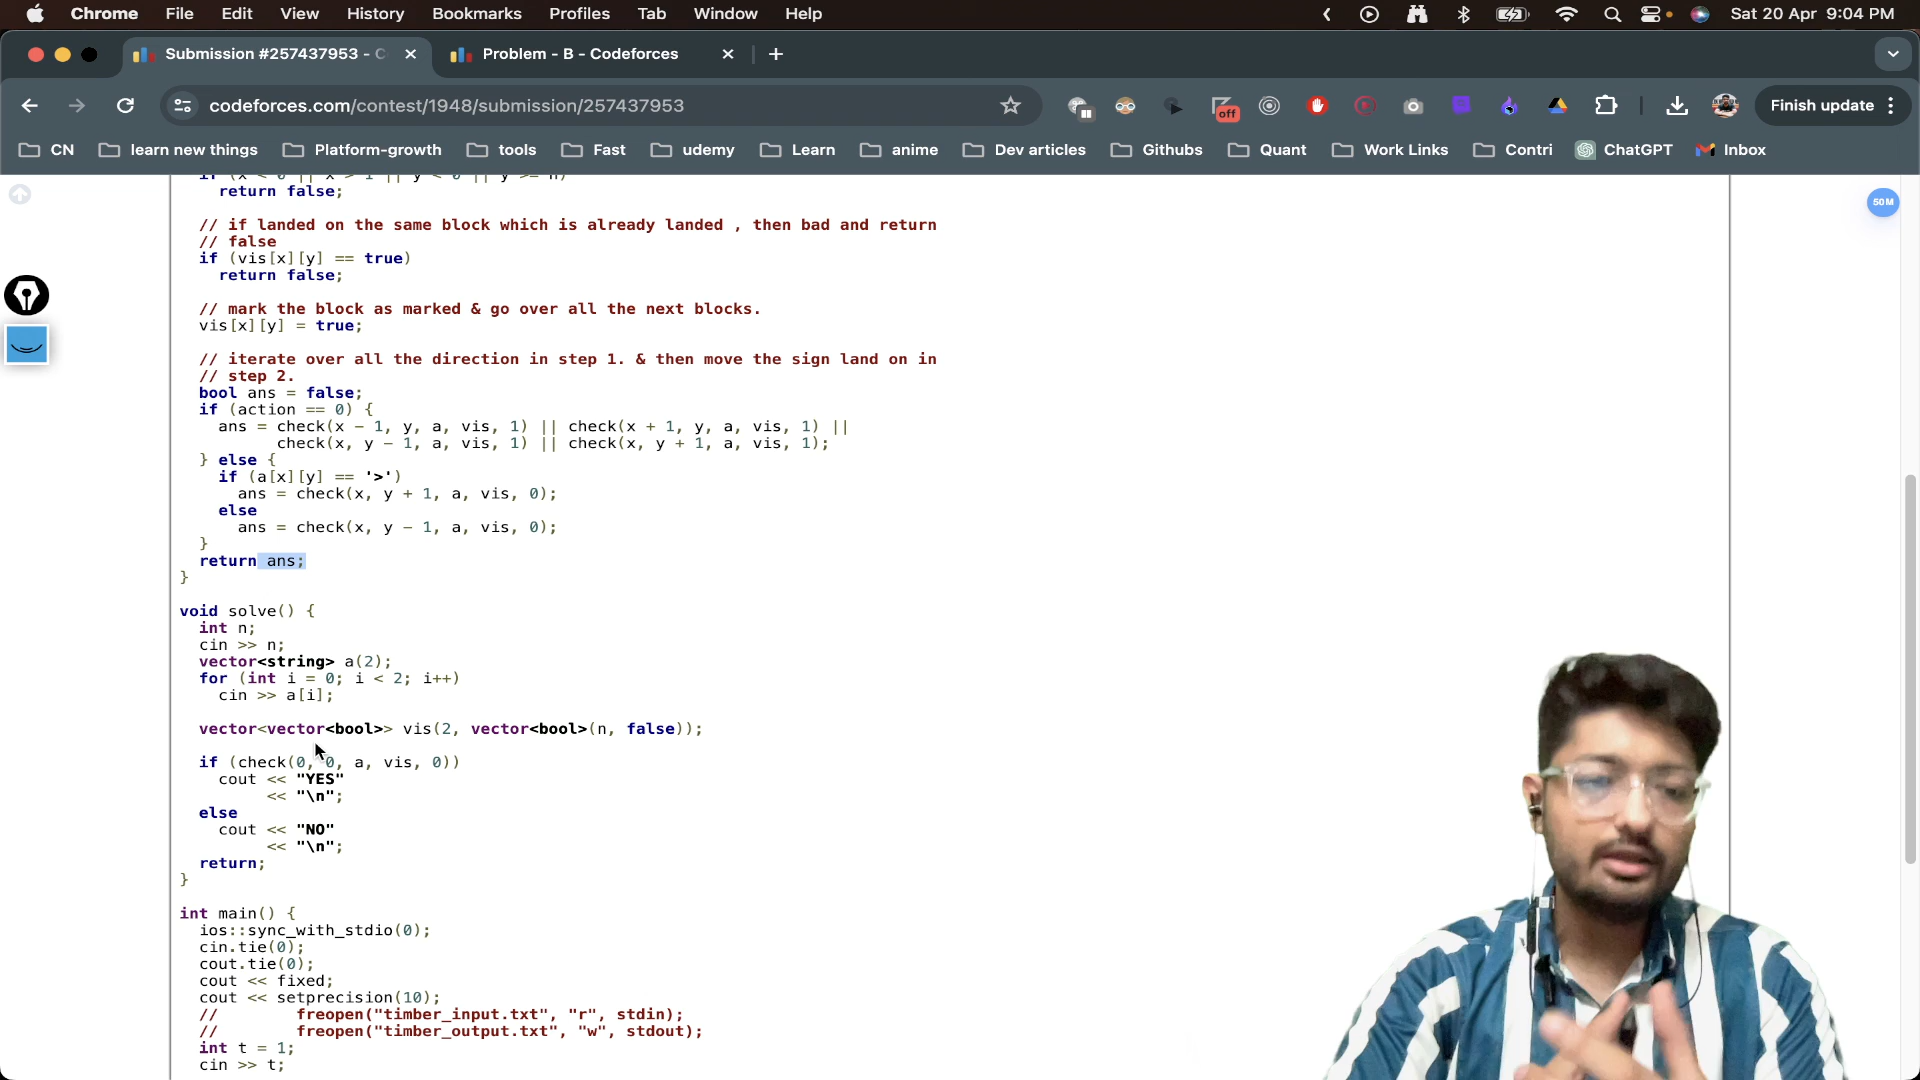 Chrome File Edit View History Bookmarks Profiles Tab Window Help Sat 20 Apr 9:04 PM
Submission #257437953 - C Problem - B - Codeforces
codeforces.com/contest/1948/submission/257437953 off Finish update
CN learn new things Platform-growth tools Fast udemy Learn anime Dev articles Githubs Quant Work Links Contri ChatGPT Inbox
50M
return false;
// if landed on the same block which is already landed , then bad and return
// false
if (vis[x][y] == true)
return false;
// mark the block as marked & go over all the next blocks.
vis[x][y] = true;
// iterate over all the direction in step 1. & then move the sign land on in
// step 2.
bool ans = false;
if (action == 0) {
ans = check(x - 1, y, a, vis, 1) || check(x + 1, y, a, vis, 1) ||
check(x, y - 1, a, vis, 1) || check(x, y + 1, a, vis, 1);
} else {
if (a[x][y] == '>')
ans = check(x, y + 1, a, vis, 0);
else
ans = check(x, y - 1, a, vis, 0);
}
return ans;
}
void solve() {
int n;
cin >> n;
vector<string> a(2);
for (int i = 0; i < 2; i++)
cin >> a[i];
vector<vector<bool>> vis(2, vector<bool>(n, false));
if (check(0, 0, a, vis, 0))
cout << "YES"
<< "\n";
else
cout << "NO"
<< "\n";
return;
}
int main() {
ios::sync_with_stdio(0);
cin.tie(0);
cout.tie(0);
cout << fixed;
cout << setprecision(10);
// freopen("timber_input.txt", "r", stdin);
// freopen("timber_output.txt", "w", stdout);
int t = 1;
cin >> t;